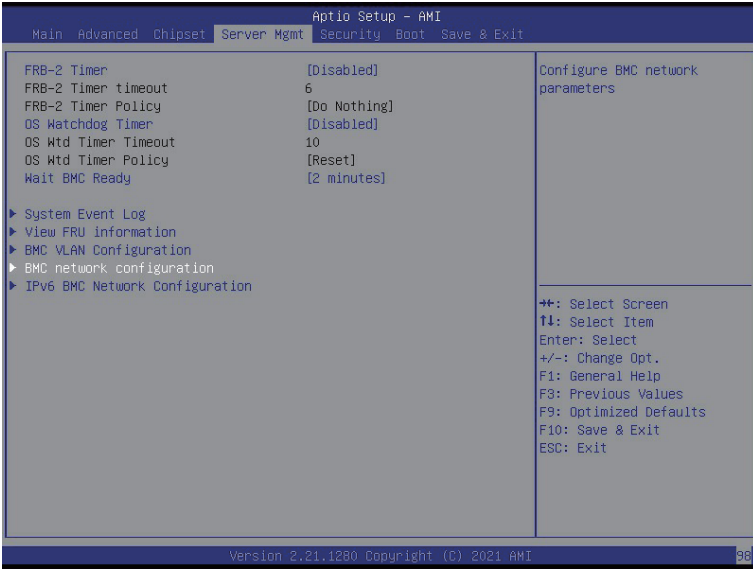 Aptio Setup – AMI
Main Advanced Chipset Server Mgmt Security Boot Save & Exit
FRB-2 Timer [Disabled]
FRB-2 Timer timeout 6
FRB-2 Timer Policy [Do Nothing]
OS Watchdog Timer [Disabled]
OS Wtd Timer Timeout 10
OS Wtd Timer Policy [Reset]
Wait BMC Ready [2 minutes]
▶ System Event Log
▶ View FRU information
▶ BMC VLAN Configuration
▶ BMC network configuration
▶ IPv6 BMC Network Configuration
Configure BMC network
parameters
→←: Select Screen
↑↓: Select Item
Enter: Select
+/-: Change Opt.
F1: General Help
F3: Previous Values
F9: Optimized Defaults
F10: Save & Exit
ESC: Exit
Version 2.21.1280 Copyright (C) 2021 AMI
98